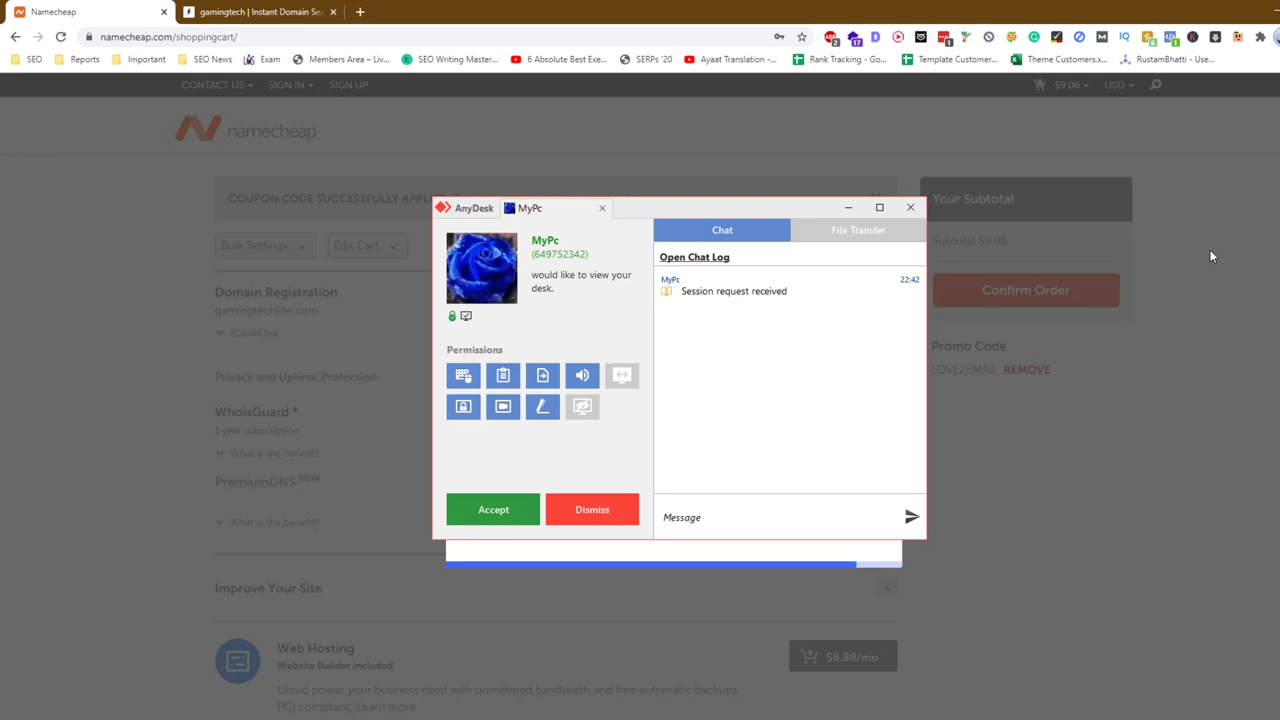 Namecheap
gamingtech | Instant Domain Se
namecheap.com/shoppingcart/
SEO
Reports
Important
SEO News
Exam
Members Area – Liv...
SEO Writing Master...
6 Absolute Best Exe...
SERPs '20
Ayaat Translation -...
Rank Tracking - Go...
Template Customer...
Theme Customers.x...
RustamBhatti - Use...
CONTACT US
SIGN IN
SIGN UP
$9.06
USD
namecheap
COUPON CODE SUCCESSFULLY APPLIE
Your Subtotal
Bulk Settings
Edit Cart
Subtotal $9.06
Confirm Order
Domain Registration
gamingtechlife.com
ICANN fee
Promo Code
LOVE2EMAIL REMOVE
Privacy and Uptime Protection
WhoisGuard *
1 year subscription
What is the benefit?
PremiumDNS NEW
What is the benefit?
AnyDesk
MyPc
MyPc
(649752342)
would like to view your
desk.
Permissions
Accept
Dismiss
Chat
File Transfer
Open Chat Log
MyPc
22:42
Session request received
Message
Improve Your Site
Web Hosting
Website Builder included
$8.88/mo
Cloud power your business need with unmetered bandwidth and free automatic backups.
PCI compliant. Learn more